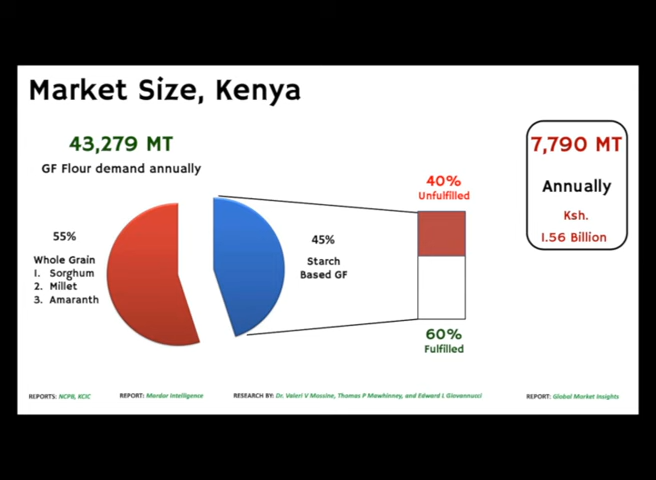 Market Size, Kenya
43,279 MT
GF Flour demand annually
7,790 MT
Annually
Ksh.
1.56 Billion
40%
Unfulfilled
55%
Whole Grain
1. Sorghum
2. Millet
3. Amaranth
45%
Starch
Based GF
60%
Fulfilled
REPORTS: NCPB, KCIC
REPORT: Mordor Intelligence
RESEARCH BY: Dr. Valeri V Mossine, Thomas P Mawhinney, and Edward L Giovannucci
REPORT: Global Market Insights